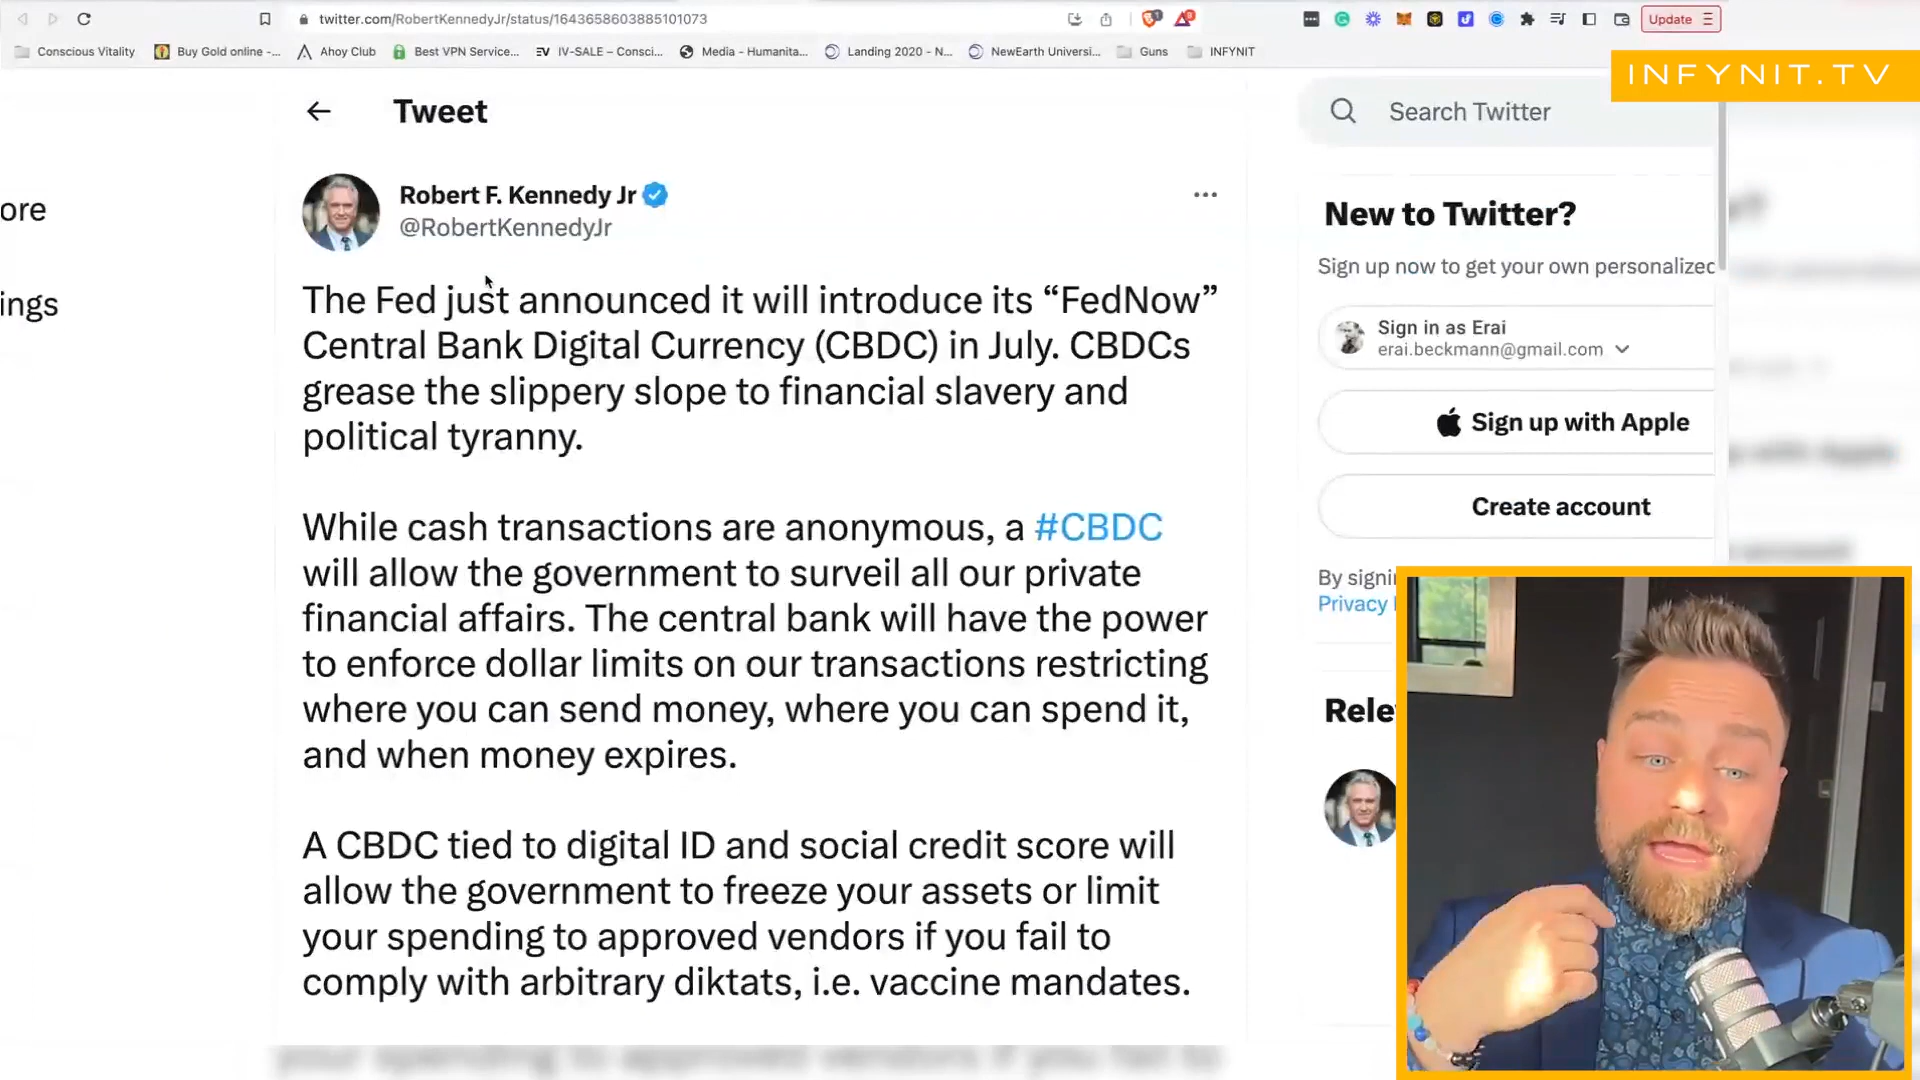 twitter.com/RobertKennedyJr/status/1643658603885101073
Update
Conscious Vitality
Buy Gold online -...
Ahoy Club
Best VPN Service...
IV-SALE – Consci...
Media - Humanita...
Landing 2020 - N...
NewEarth Universi...
Guns
INFYNIT
INFYNIT.TV
ore
ings
Tweet
Robert F. Kennedy Jr
@RobertKennedyJr
The Fed just announced it will introduce its “FedNow”
Central Bank Digital Currency (CBDC) in July. CBDCs
grease the slippery slope to financial slavery and
political tyranny.
While cash transactions are anonymous, a #CBDC
will allow the government to surveil all our private
financial affairs. The central bank will have the power
to enforce dollar limits on our transactions restricting
where you can send money, where you can spend it,
and when money expires.
A CBDC tied to digital ID and social credit score will
allow the government to freeze your assets or limit
your spending to approved vendors if you fail to
comply with arbitrary diktats, i.e. vaccine mandates.
Search Twitter
New to Twitter?
Sign up now to get your own personalized
Sign in as Erai
erai.beckmann@gmail.com
Sign up with Apple
Create account
By signi
Privacy
Rele